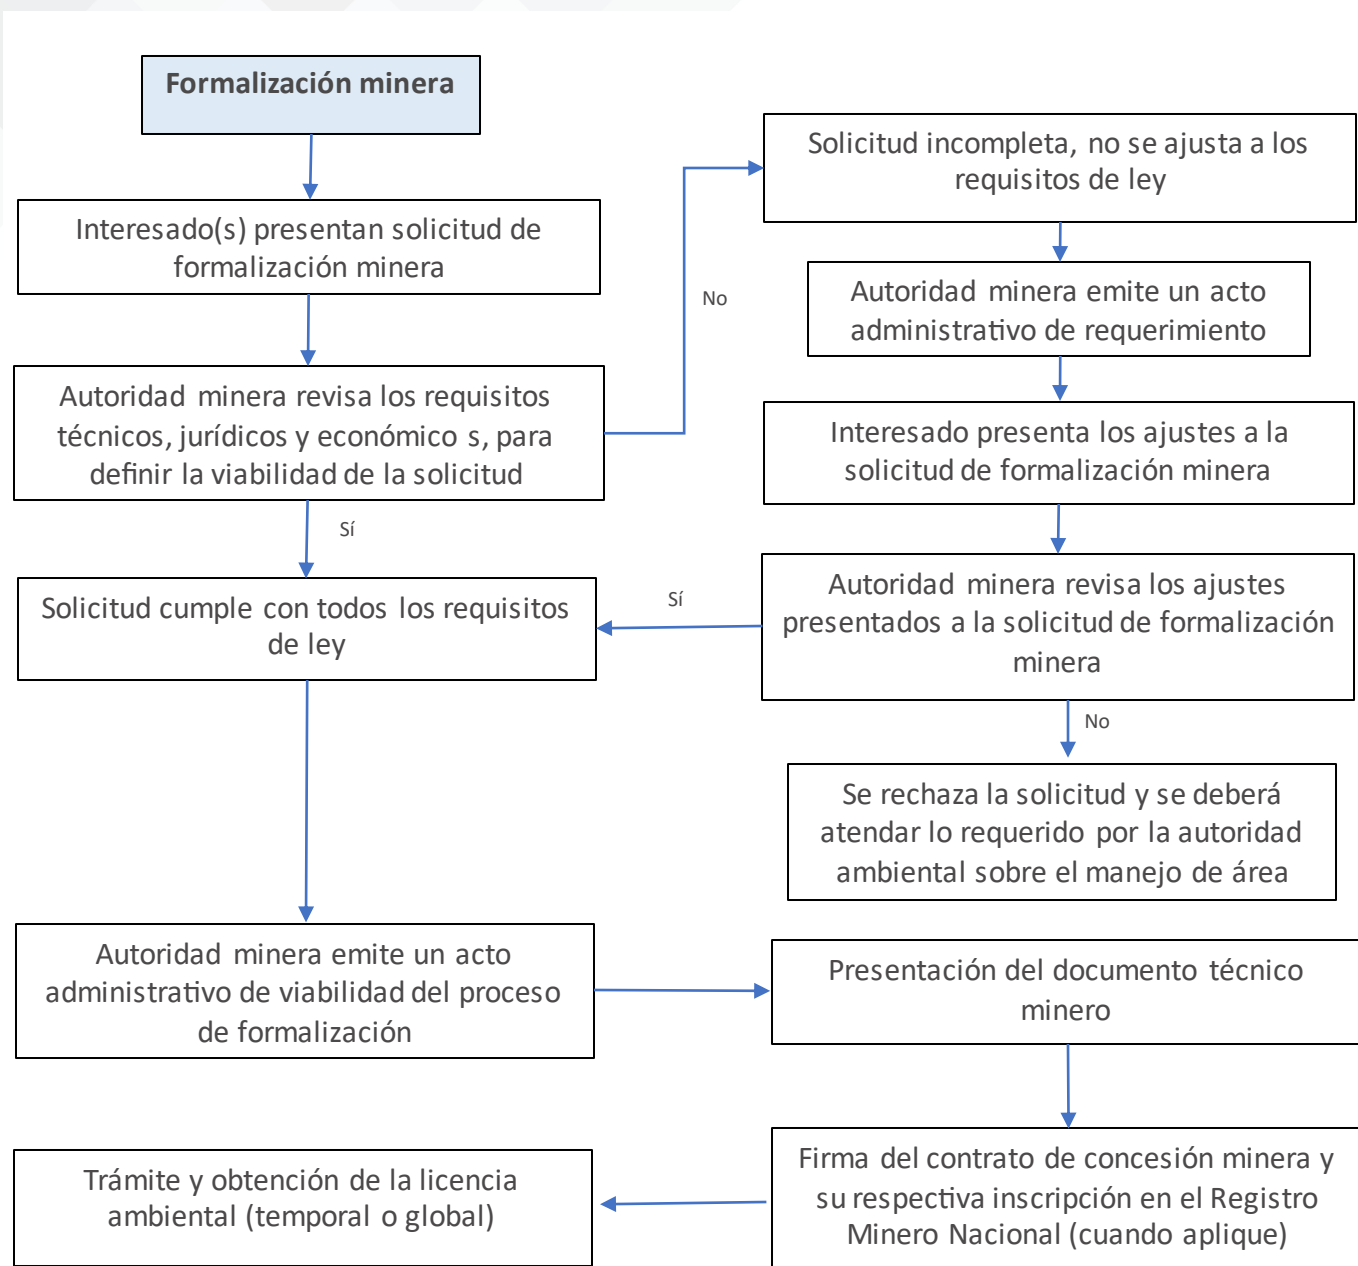 Formalización minera
Interesado(s) presentan solicitud de
formalización minera
Autoridad minera revisa los requisitos
técnicos, jurídicos y económico s, para
definir la viabilidad de la solicitud
No
Solicitud incompleta, no se ajusta a los
requisitos de ley
Autoridad minera emite un acto
administrativo de requerimiento
Interesado presenta los ajustes a la
solicitud de formalización minera
Autoridad minera revisa los ajustes
presentados a la solicitud de formalización
minera
Sí
Sí
Solicitud cumple con todos los requisitos
de ley
No
Se rechaza la solicitud y se deberá
atendar lo requerido por la autoridad
ambiental sobre el manejo de área
Autoridad minera emite un acto
administrativo de viabilidad del proceso
de formalización
Presentación del documento técnico
minero
Firma del contrato de concesión minera y
su respectiva inscripción en el Registro
Minero Nacional (cuando aplique)
Trámite y obtención de la licencia
ambiental (temporal o global)